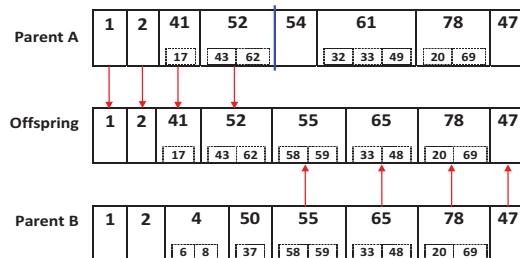 Parent A 1 2 41 52 54 61 78 47
17 43 62 32 33 49 20 69
Offspring 1 2 41 52 55 65 78 47
17 43 62 58 59 33 48 20 69
Parent B 1 2 4 50 55 65 78 47
6 8 37 58 59 33 48 20 69